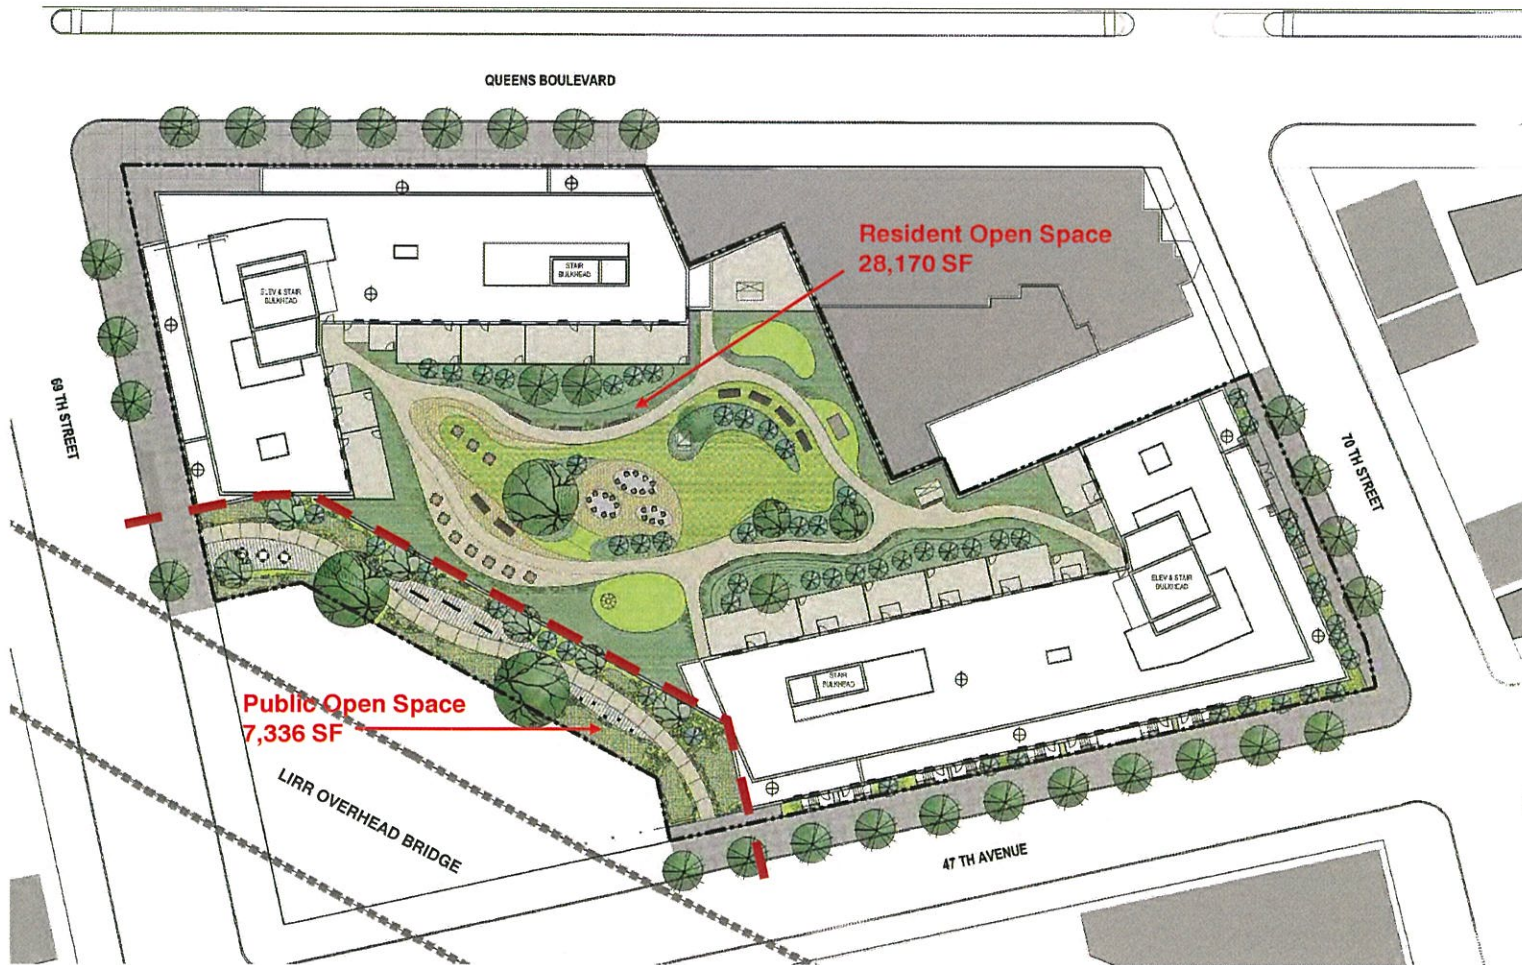 QUEENS BOULEVARD
Resident Open Space
28,170 SF
STAIR
BULKHEAD
ELEV & STAIR
BULKHEAD
69 TH STREET
70 TH STREET
ELEV & STAIR
BULKHEAD
STAIR
BULKHEAD
Public Open Space
7,336 SF
LIRR OVERHEAD BRIDGE
47 TH AVENUE